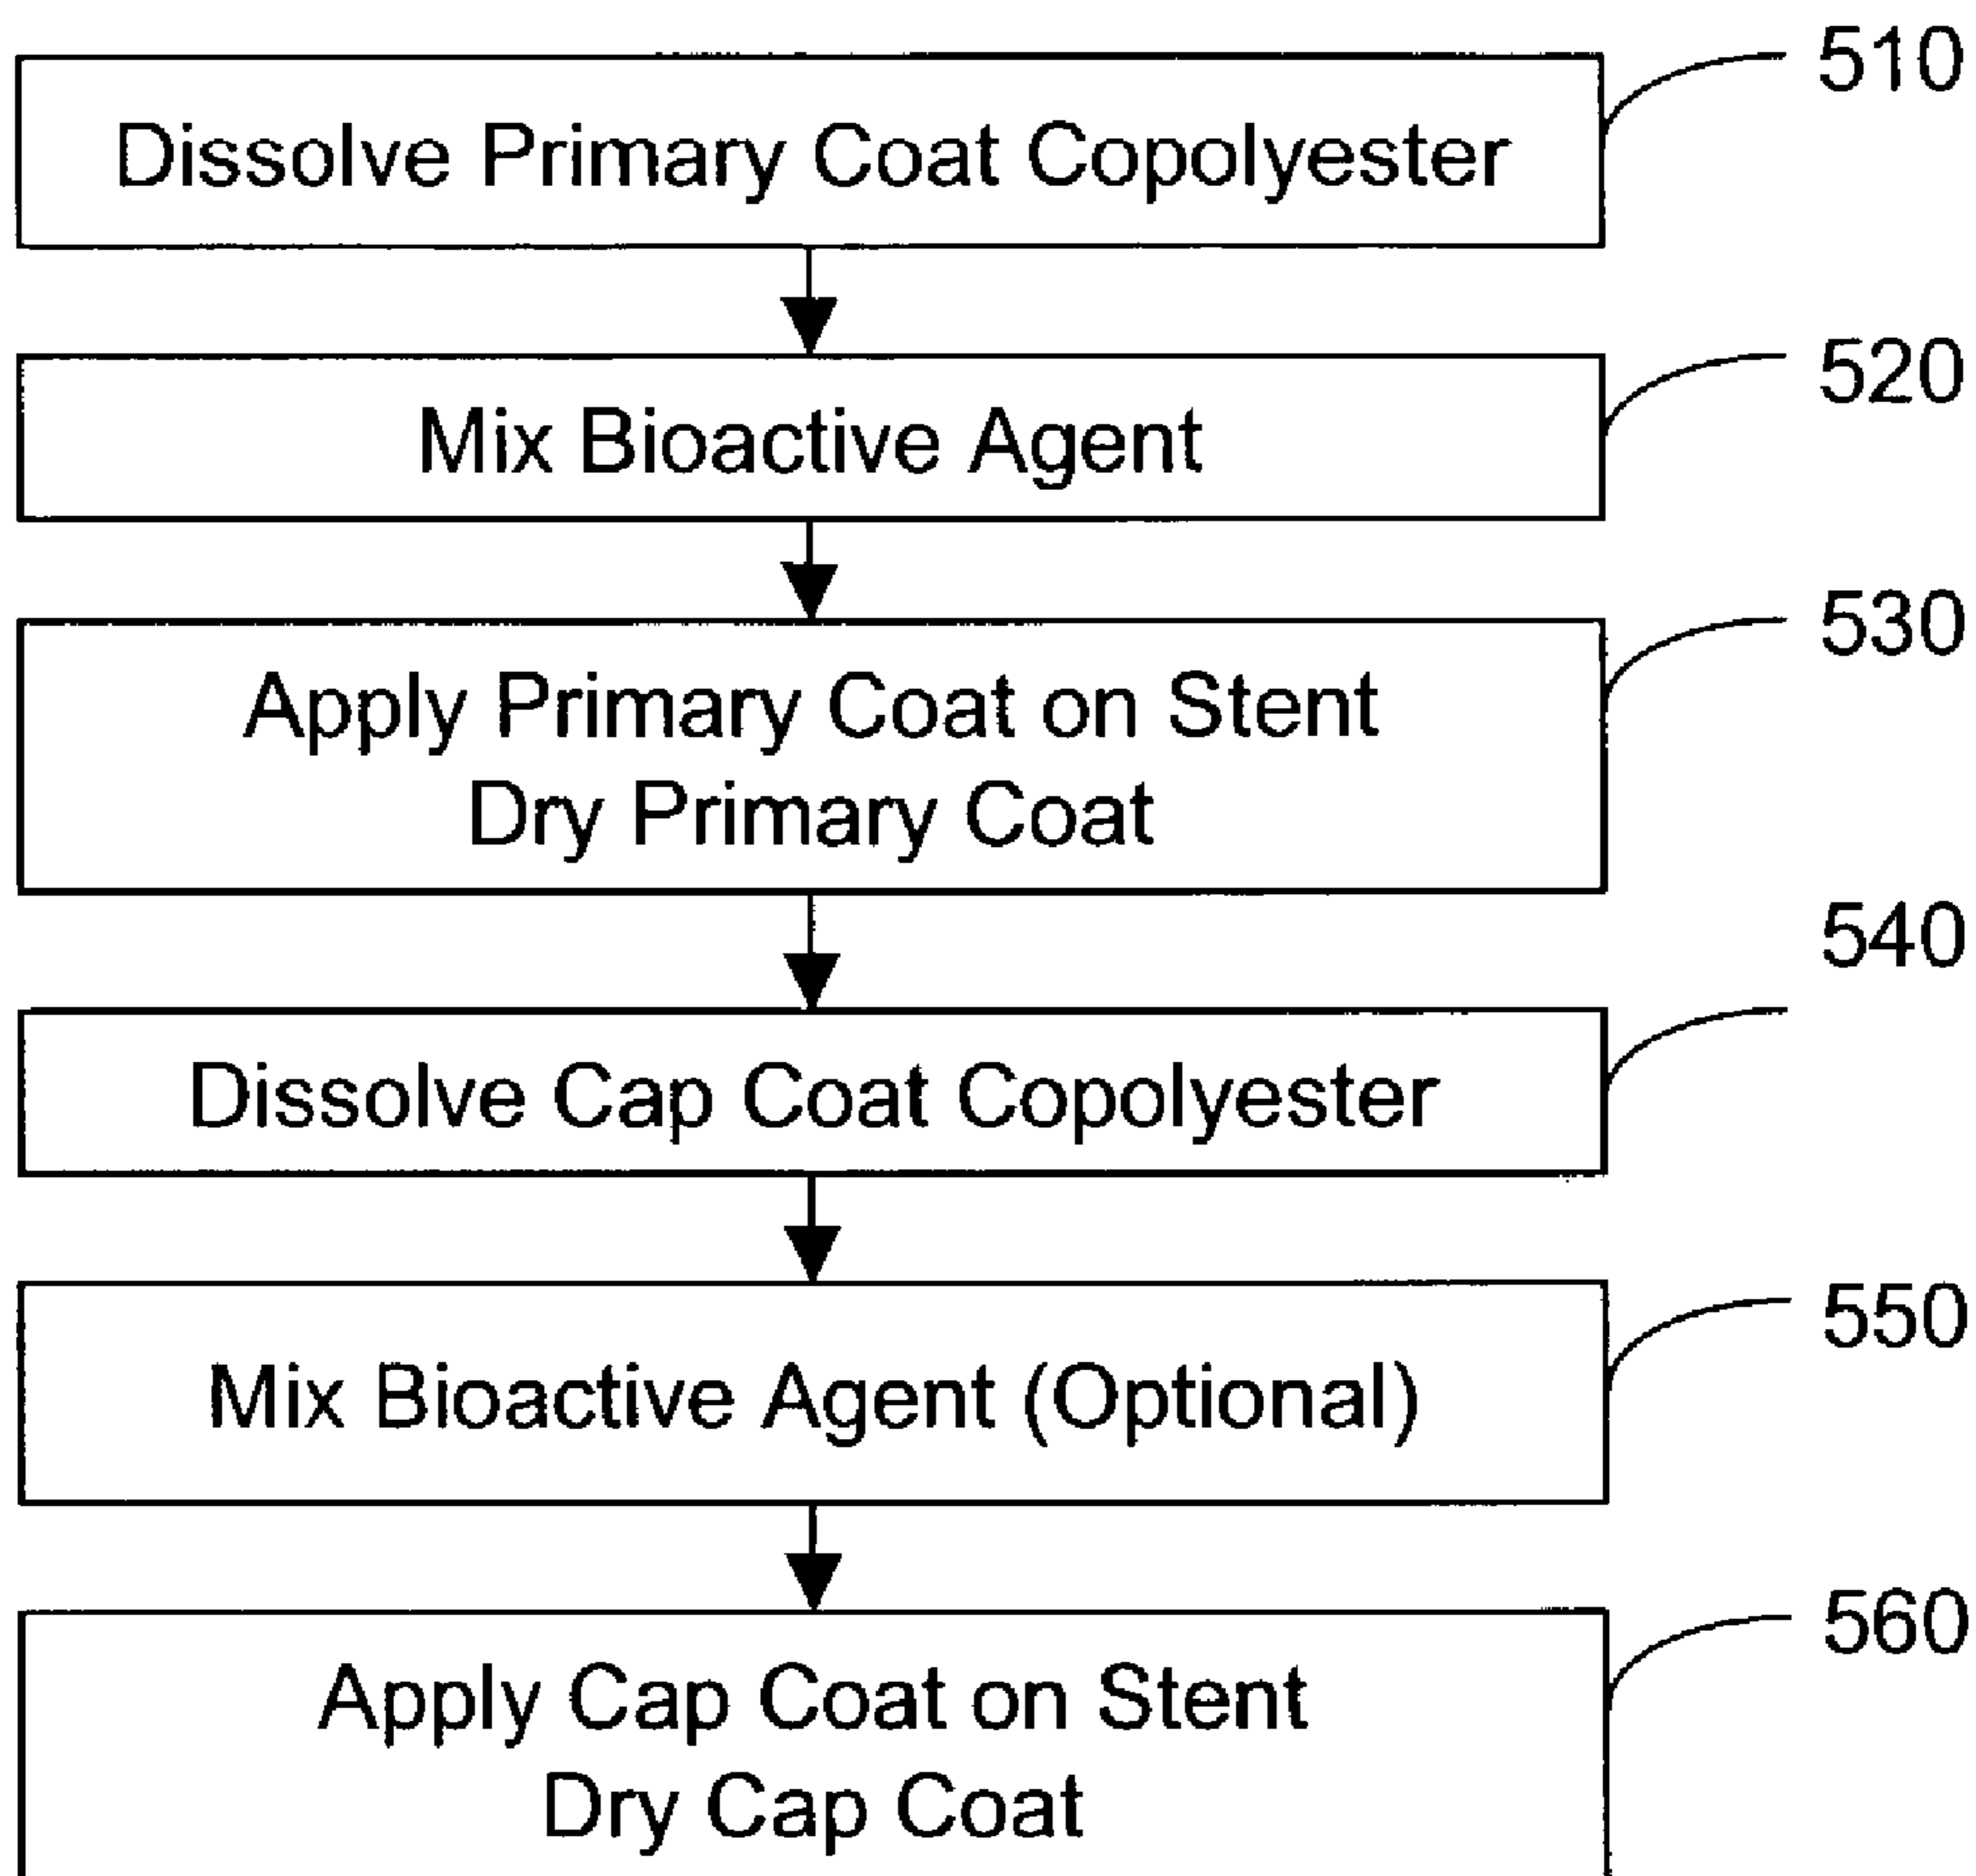 510
Dissolve Primary Coat Copolyester
520
Mix Bioactive Agent
530
Apply Primary Coat on Stent
Dry Primary Coat
540
Dissolve Cap Coat Copolyester
550
Mix Bioactive Agent (Optional)
560
Apply Cap Coat on Stent
Dry Cap Coat